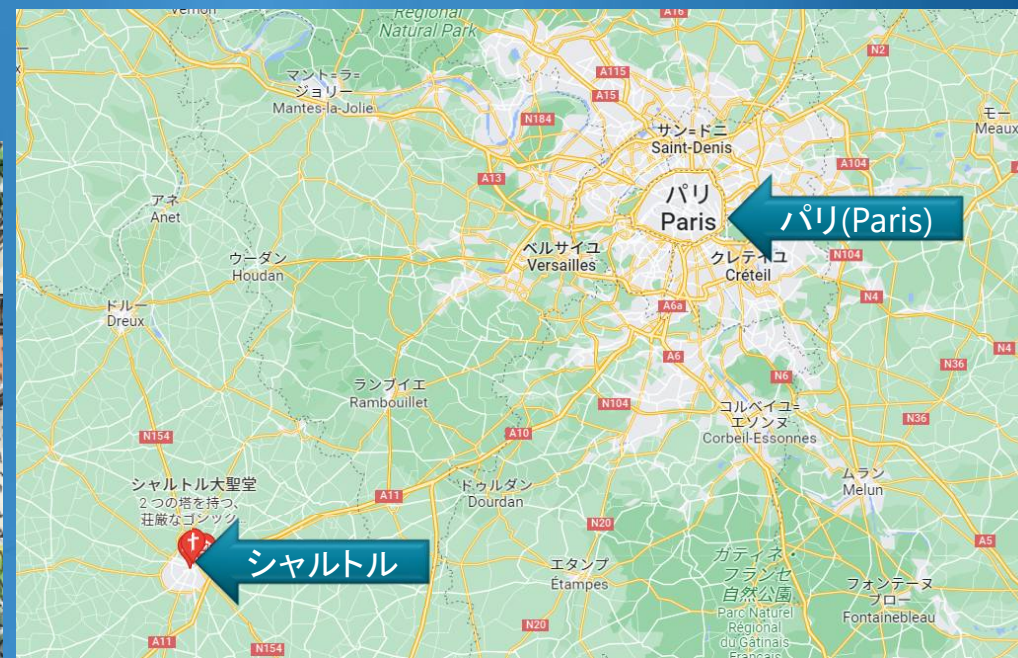 Vernon
Regional
Natural Park
A16
N2
マント=ラ=
ジョリー
Mantes-la-Jolie
A115
A15
N184
モー
Meaux
サン=ドニ
Saint-Denis
A104
A13
アネ
Anet
パリ
Paris
パリ(Paris)
ベルサイユ
Versailles
クレテイユ
Créteil
N104
ウーダン
Houdan
ドルー
Dreux
N4
A6a
N4
A6
N36
N6
ランブイエ
Rambouillet
N104
コルベイユ=
エソンヌ
Corbeil-Essonnes
N36
N154
A10
シャルトル大聖堂
2 つの塔を持つ、
荘厳なゴシック
A11
ドゥルダン
Dourdan
ムラン
Melun
N20
A5
シャルトル
エタンプ
Étampes
ガティネ・
フランセ
自然公園
Parc Naturel
Régional
du Gâtinais
Français
フォンテーヌ
ブロー
Fontainebleau
N20
A11
N154